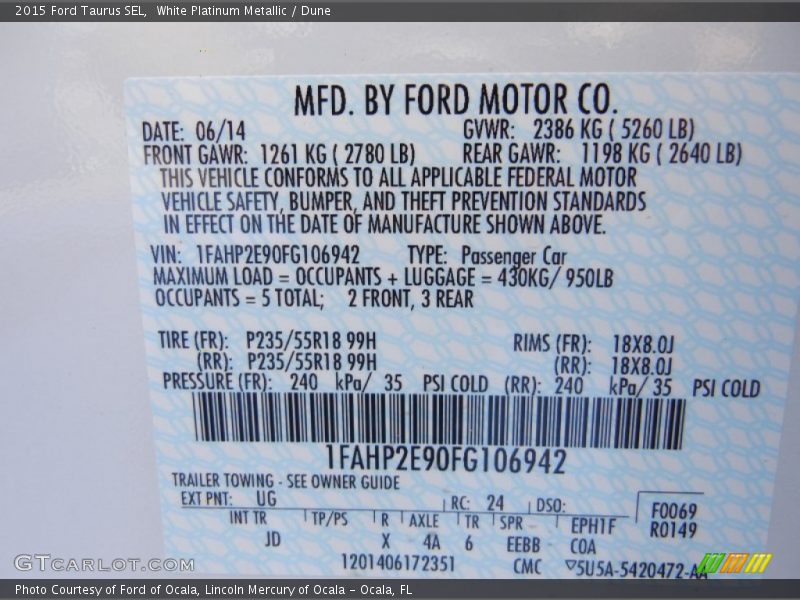 2015 Ford Taurus SEL,  White Platinum Metallic / Dune
MFD. BY FORD MOTOR CO.
DATE: 06/14 GVWR: 2386 KG ( 5260 LB)
FRONT GAWR: 1261 KG ( 2780 LB) REAR GAWR: 1198 KG ( 2640 LB)
THIS VEHICLE CONFORMS TO ALL APPLICABLE FEDERAL MOTOR
VEHICLE SAFETY, BUMPER, AND THEFT PREVENTION STANDARDS
IN EFFECT ON THE DATE OF MANUFACTURE SHOWN ABOVE.
VIN: 1FAHP2E90FG106942 TYPE: Passenger Car
MAXIMUM LOAD = OCCUPANTS + LUGGAGE = 430KG/ 950LB
OCCUPANTS = 5 TOTAL; 2 FRONT, 3 REAR
TIRE (FR): P235/55R18 99H RIMS (FR): 18X8.0J
(RR): P235/55R18 99H (RR): 18X8.0J
PRESSURE (FR): 240 kPa/ 35 PSI COLD (RR): 240 kPa/ 35 PSI COLD
1FAHP2E90FG106942
TRAILER TOWING - SEE OWNER GUIDE
EXT PNT: UG RC: 24 DSO: F0069
INT TR TP/PS R AXLE TR SPR EPH1F R0149
JD X 4A 6 EEBB C0A
1201406172351 CMC ▽5U5A-5420472-AA
GTCarLot.com
Photo Courtesy of Ford of Ocala, Lincoln Mercury of Ocala - Ocala, FL